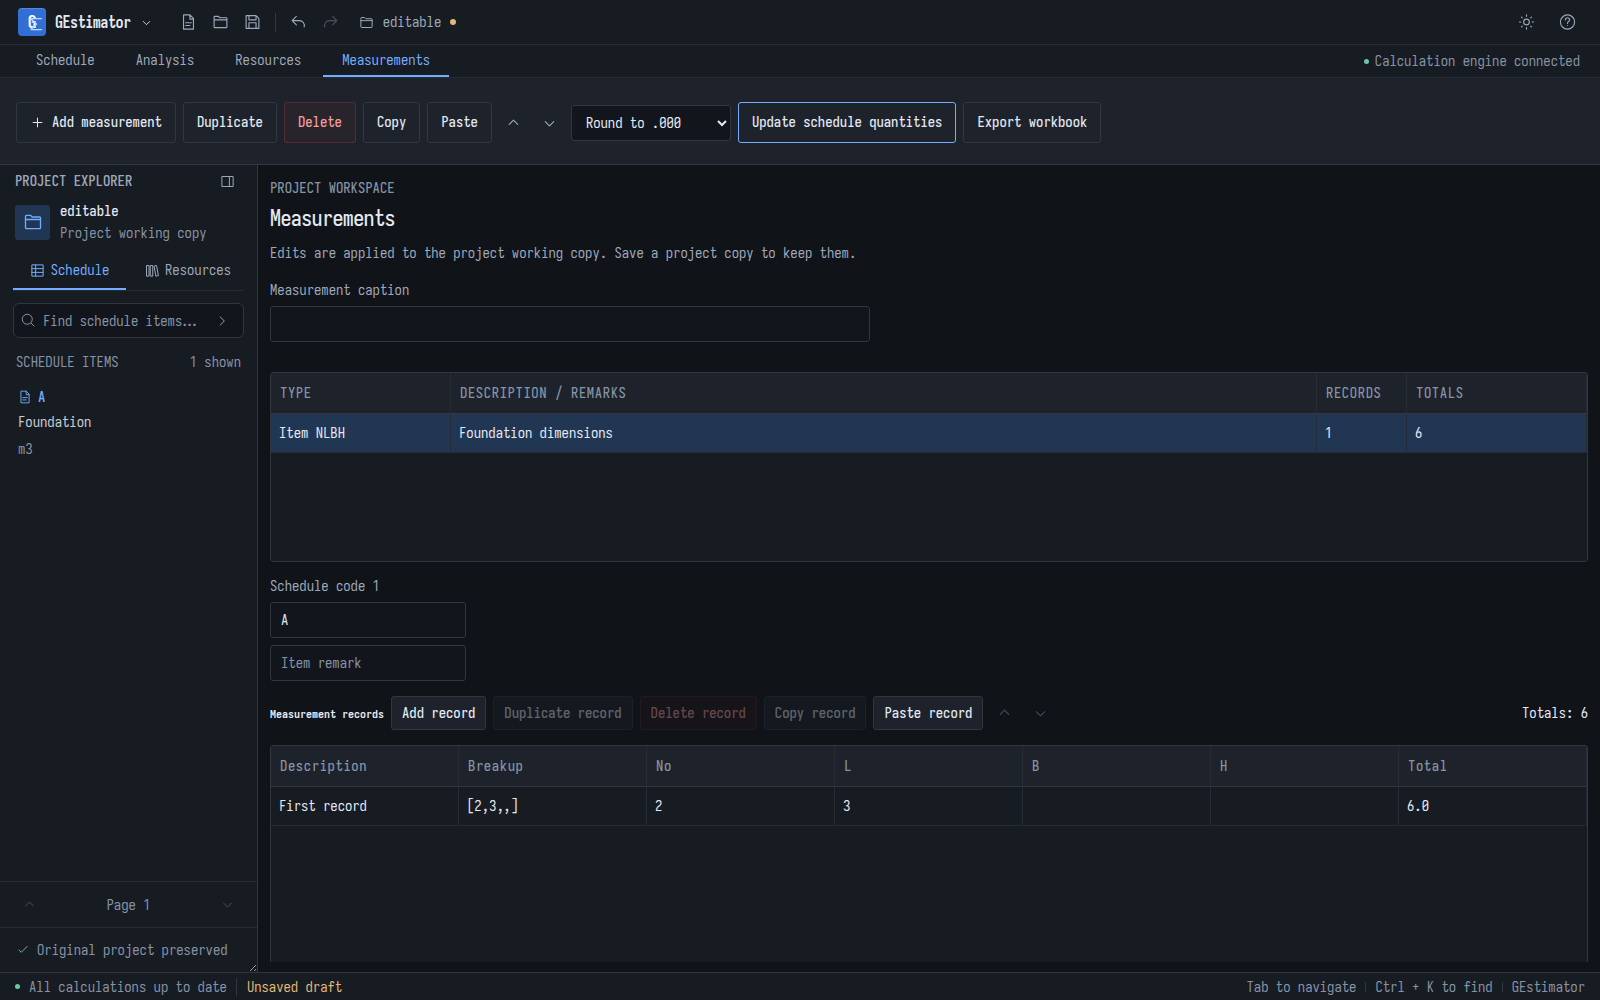 GEstimator
editable
Schedule
Analysis
Resources
Measurements
Calculation engine connected
Add measurement
Duplicate
Delete
Copy
Paste
Round to .000
Update schedule quantities
Export workbook
PROJECT EXPLORER
editable
Project working copy
Schedule
Resources
Find schedule items...
SCHEDULE ITEMS
1 shown
A
Foundation
m3
Page 1
Original project preserved
PROJECT WORKSPACE
Measurements
Edits are applied to the project working copy. Save a project copy to keep them.
Measurement caption
TYPE DESCRIPTION / REMARKS RECORDS TOTALS
Item NLBH Foundation dimensions 1 6
Schedule code 1
A
Item remark
Measurement records
Add record
Duplicate record
Delete record
Copy record
Paste record
Totals: 6
Description Breakup No L B H Total
First record [2,3,,] 2 3 6.0
All calculations up to date
Unsaved draft
Tab to navigate
Ctrl + K to find
GEstimator